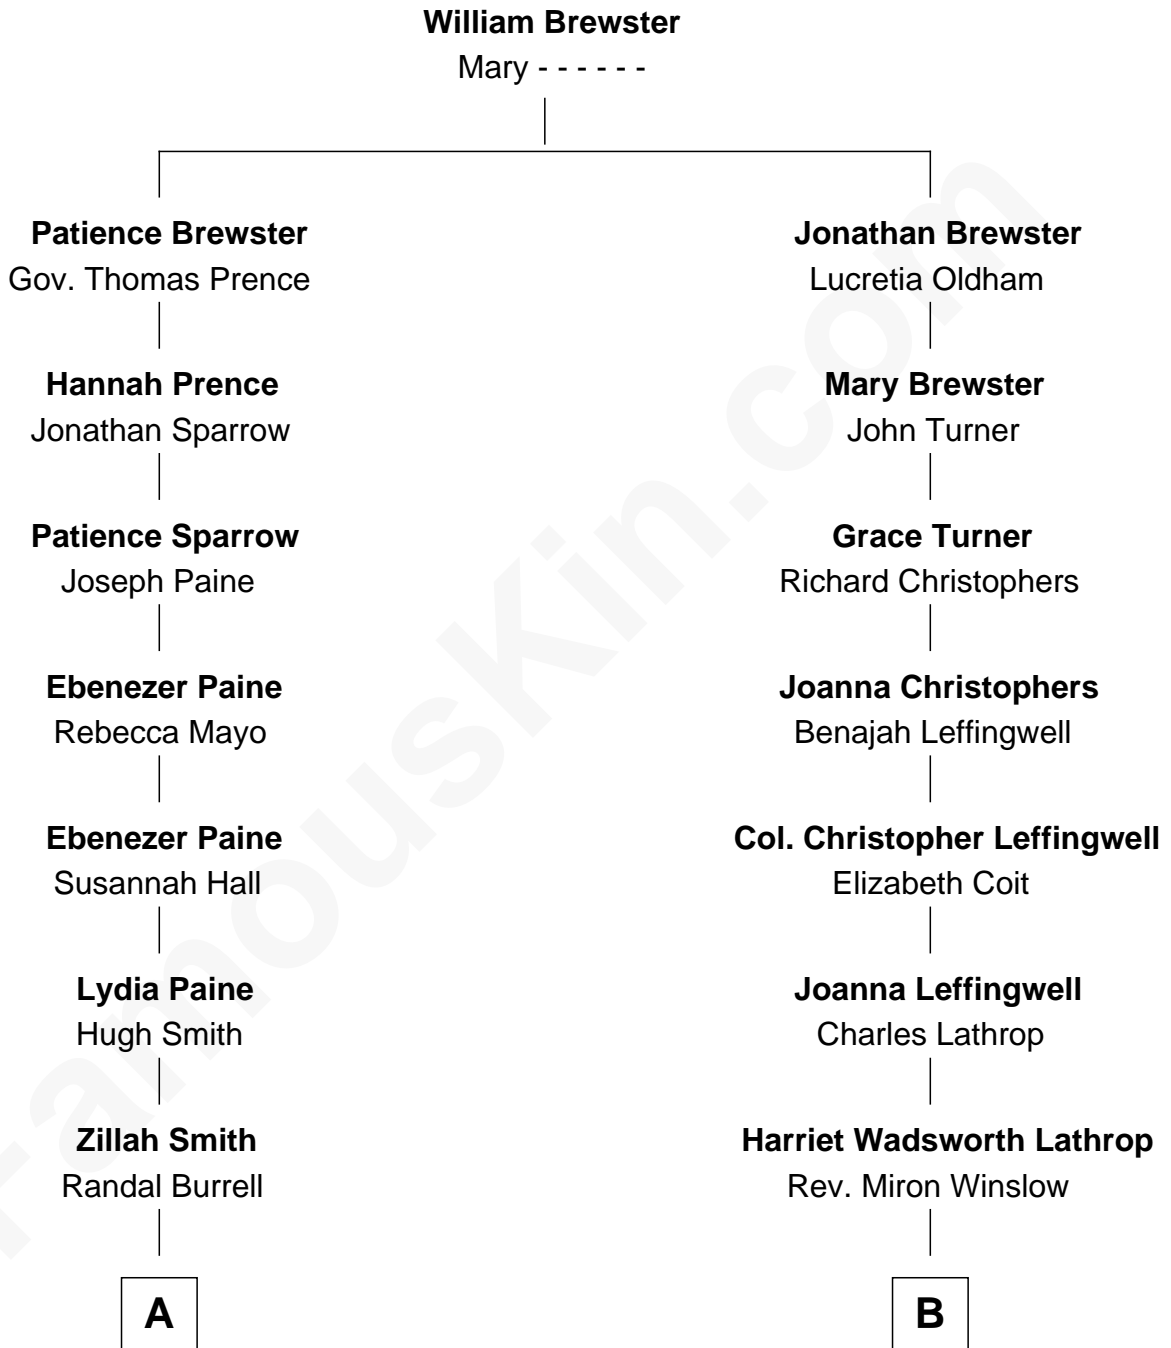 William Brewster
Mary - - - - - -
Patience Brewster
Gov. Thomas Prence
Hannah Prence
Jonathan Sparrow
Patience Sparrow
Joseph Paine
Ebenezer Paine
Rebecca Mayo
Ebenezer Paine
Susannah Hall
Lydia Paine
Hugh Smith
Zillah Smith
Randal Burrell
A
Jonathan Brewster
Lucretia Oldham
Mary Brewster
John Turner
Grace Turner
Richard Christophers
Joanna Christophers
Benajah Leffingwell
Col. Christopher Leffingwell
Elizabeth Coit
Joanna Leffingwell
Charles Lathrop
Harriet Wadsworth Lathrop
Rev. Miron Winslow
B
FamousKin.com